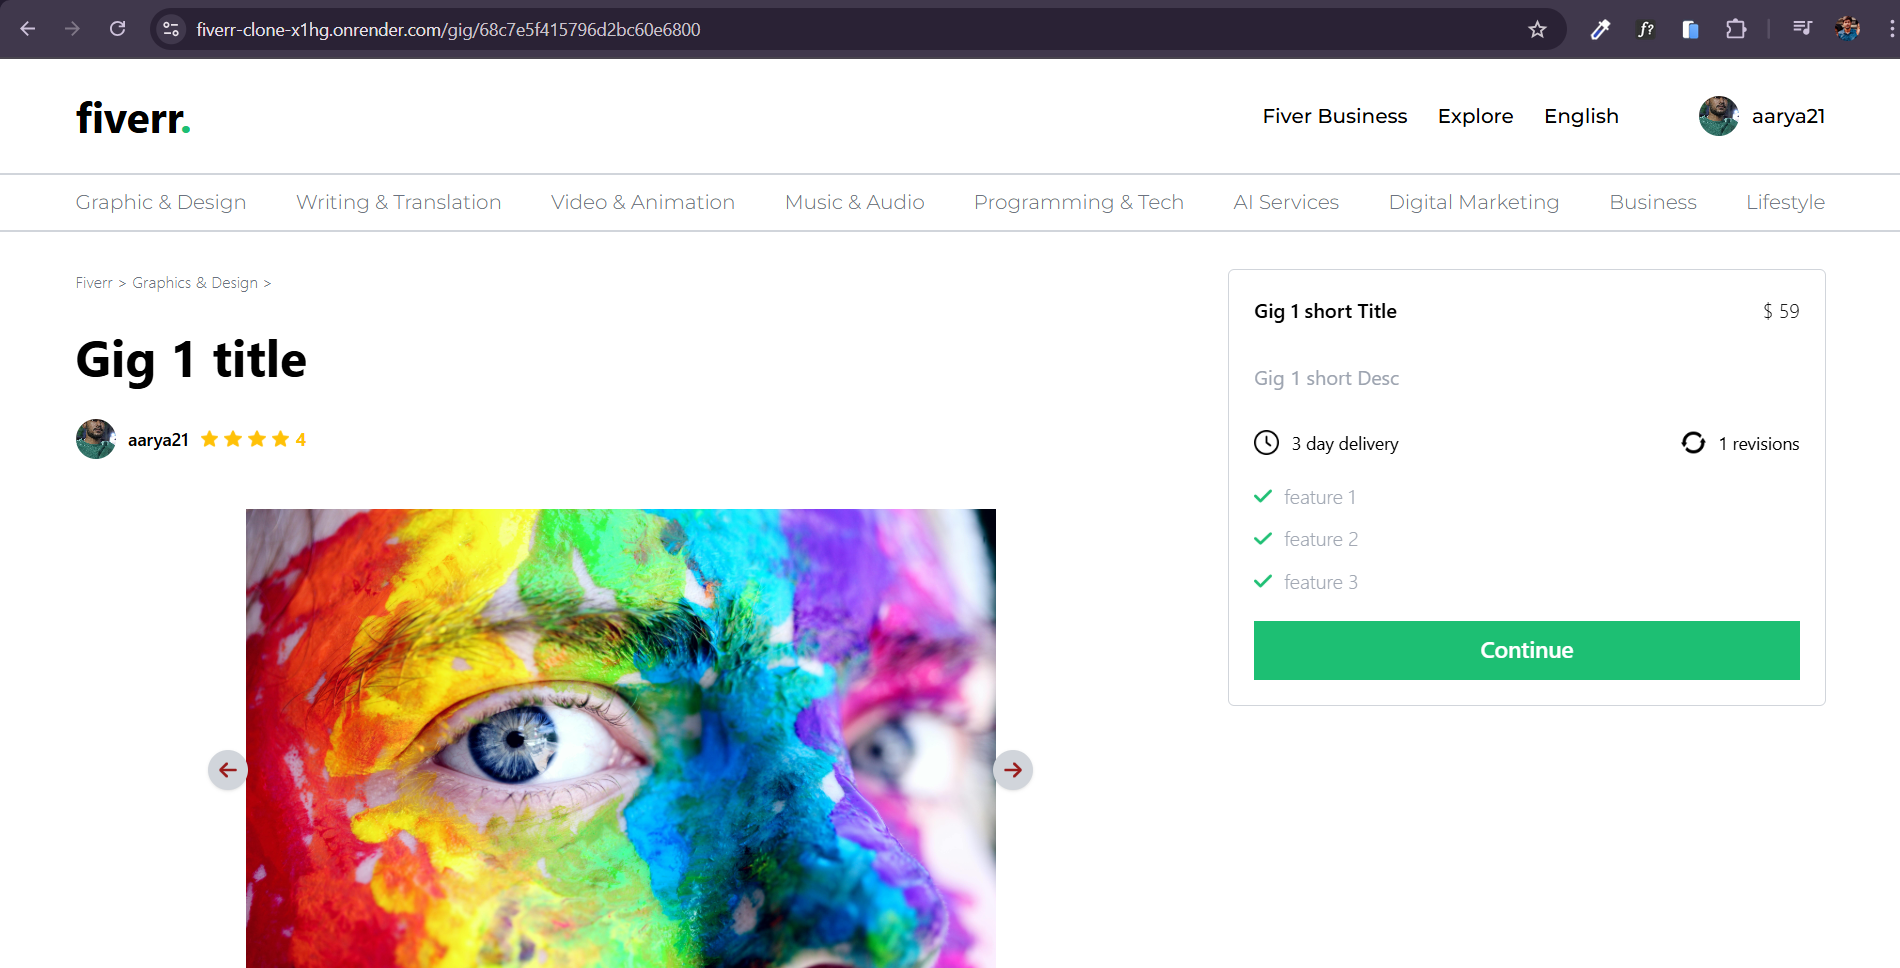 fiverr-clone-x1hg.onrender.com/gig/68c7e5f415796d2bc60e6800
f?
fiverr.
Fiver Business Explore English aarya21
Graphic & Design Writing & Translation Video & Animation Music & Audio Programming & Tech AI Services Digital Marketing Business Lifestyle
Fiverr > Graphics & Design >
Gig 1 title
aarya21 4
Gig 1 short Title $ 59
Gig 1 short Desc
3 day delivery 1 revisions
feature 1
feature 2
feature 3
Continue